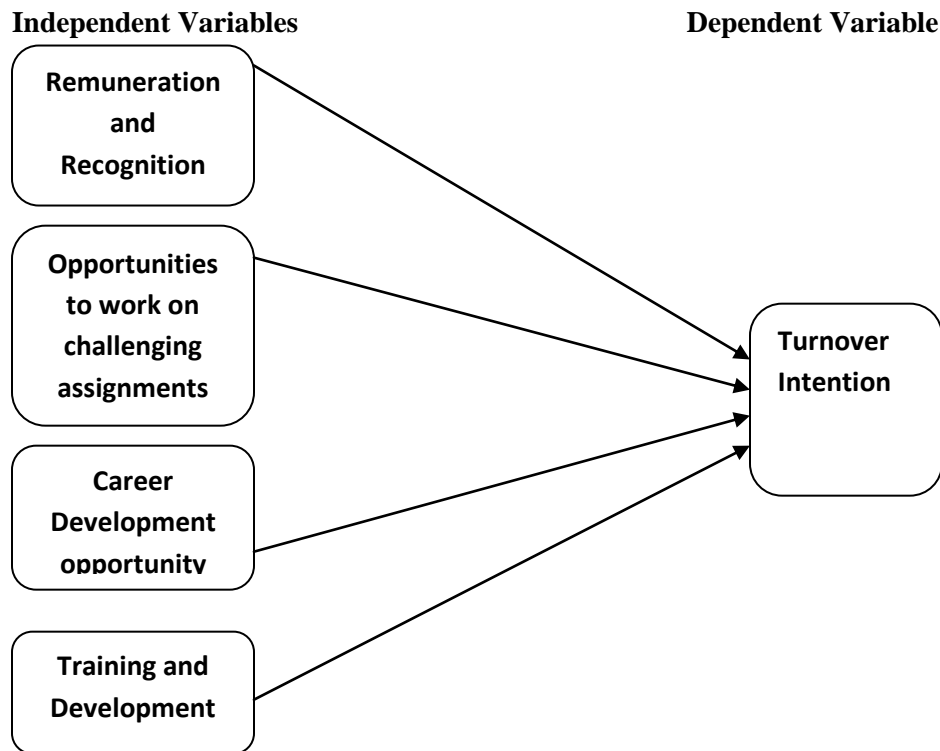 Independent Variables
Dependent Variable
Remuneration
and
Recognition
Opportunities
to work on
challenging
assignments
Career
Development
opportunity
Training and
Development
Turnover
Intention